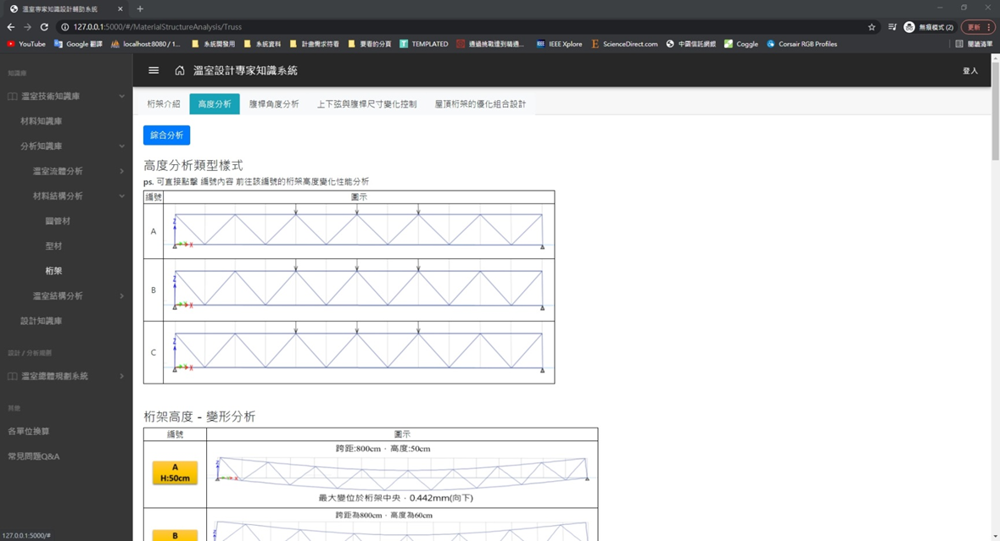 溫室專家知識設計輔助系統
127.0.0.1:5000/#/MaterialStructureAnalysis/Truss
無痕模式 (2)
更新
YouTube
Google 翻譯
localhost:8080 / 1...
系統開發用
系統資料
計畫需求符看
要看的分頁
TEMPLATED
通過挑戰達到精通...
IEEE Xplore
ScienceDirect.com
中霸信託網銀
Coggle
Corsair RGB Profiles
閱讀清單
溫室設計專家知識系統
登入
知識庫
溫室技術知識庫
材料知識庫
分析知識庫
溫室流體分析
材料結構分析
圓管材
型材
桁架
溫室結構分析
設計知識庫
設計 / 分析規劃
溫室總體規劃系統
其他
各單位換算
常見問題Q&A
桁架介紹
高度分析
腹桿角度分析
上下弦與腹桿尺寸變化控制
屋頂桁架的優化組合設計
綜合分析
高度分析類型樣式
ps. 可直接點擊 編號內容 前往該編號的桁架高度變化性能分析
編號 圖示
A
Z
X
B
Z
X
C
Z
X
桁架高度 - 變形分析
編號 圖示
跨距:800cm，高度:50cm
A
H:50cm
最大變位於桁架中央，0.442mm(向下)
跨距為800cm，高度為60cm
B
127.0.0.1:5000/#